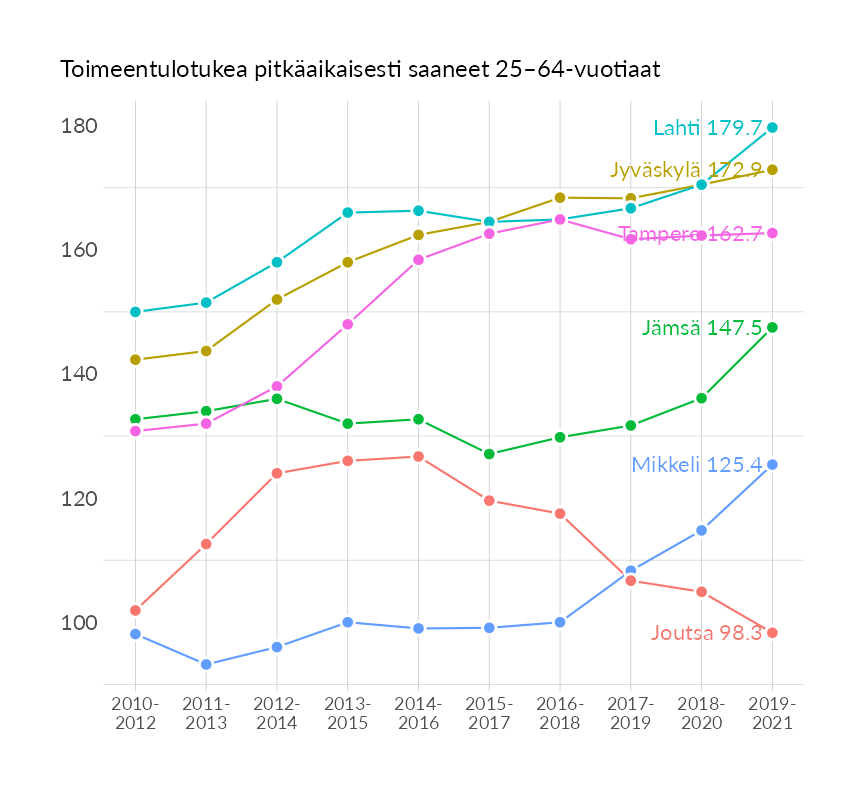 Toimeentulotukea pitkäaikaisesti saaneet 25–64-vuotiaat
180
Lahti 179.7
Jyväskylä 172.9
160
Tampere 162.7
Jämsä 147.5
140
Mikkeli 125.4
120
100
Joutsa 98.3
2010- 2011- 2012- 2013- 2014- 2015- 2016- 2017- 2018- 2019-
2012 2013 2014 2015 2016 2017 2018 2019 2020 2021